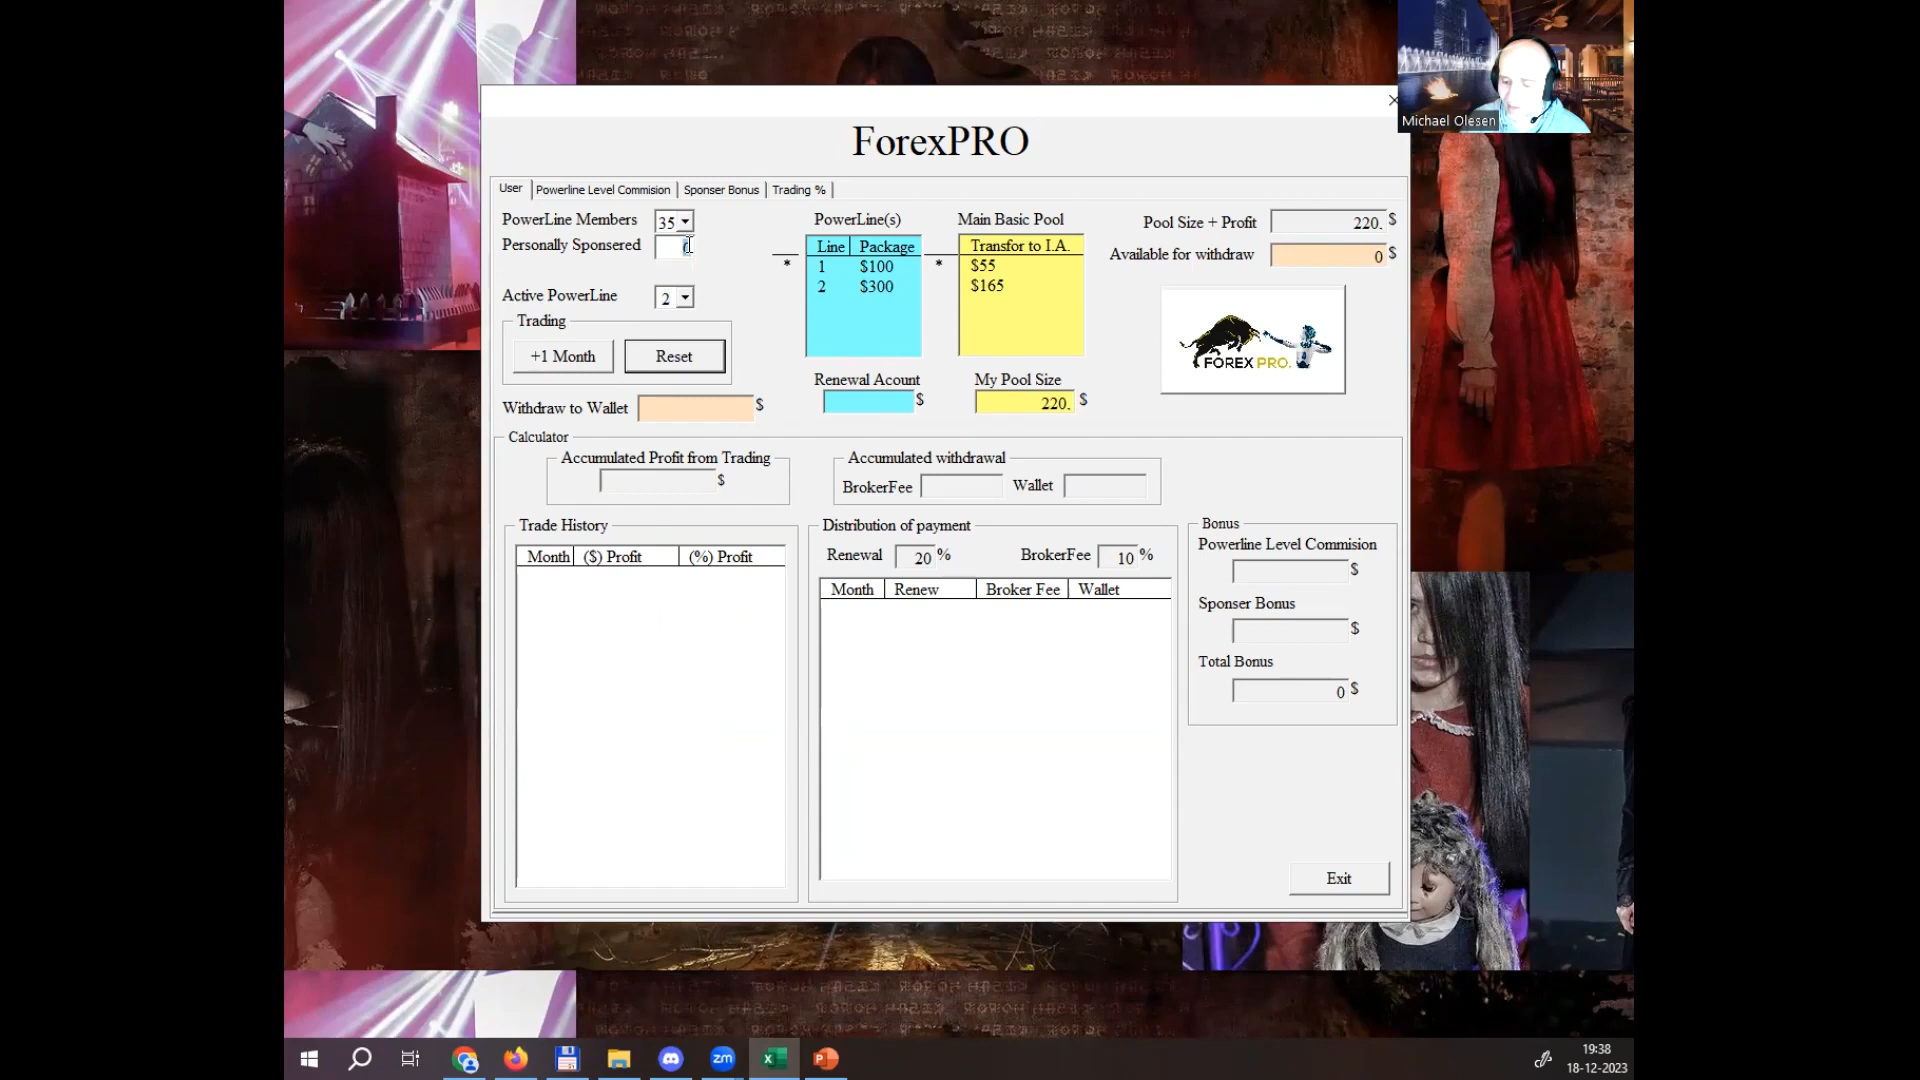 Michael Olesen
ForexPRO
User
Powerline Level Commision
Sponser Bonus
Trading %
PowerLine Members
35
Personally Sponsered
Active PowerLine
2
Trading
+1 Month
Reset
Withdraw to Wallet
$
PowerLine(s)
Line Package
1 $100
2 $300
*
*
Renewal Acount
$
Main Basic Pool
Transfor to I.A.
$55
$165
My Pool Size
220. $
Pool Size + Profit 220. $
Available for withdraw 0 $
FOREX PRO.
Calculator
Accumulated Profit from Trading
$
Accumulated withdrawal
BrokerFee
Wallet
Trade History
Month ($) Profit (%) Profit
Distribution of payment
Renewal 20 %
BrokerFee 10 %
Month Renew Broker Fee Wallet
Bonus
Powerline Level Commision
$
Sponser Bonus
$
Total Bonus
0 $
Exit
zm
19:38
18-12-2023